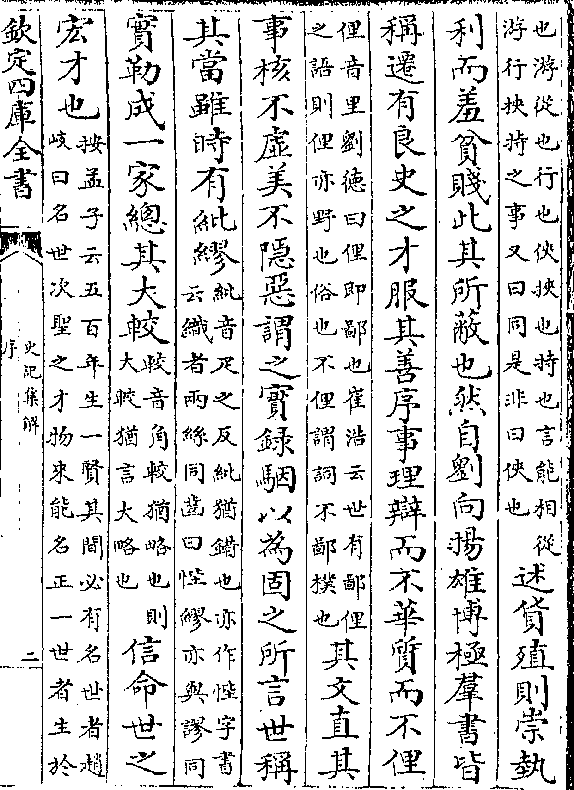 也游從也行也俠挾也持也言能相從
游行挾持之事又曰同是非曰俠也
述貨殖則崇埶
利而羞貧賤此其所蔽也然自劉向揚雄博極羣書皆
稱遷有良史之才服其善序事理辯而不華質而不俚
俚音里劉德曰俚即鄙也崔浩云世有鄙俚
之語則俚亦野也俗也不俚謂詞不鄙樸也
其文直其
事核不虛美不隱惡謂之實録駰以為固之所言世稱
其當雖時有紕繆
紕音疋之反紕猶錯也亦作悂字書
云織者兩絲同齒曰悂繆亦與謬同
實勒成一家總其大較
較音角較猶略也則
大較猶言大略也
信命世之
宏才也
按孟子云五百年生一賢其間必有名世者趙
岐曰名世次聖之才物來能名正一世者生於
欽定四庫全書
史記集解
序
二